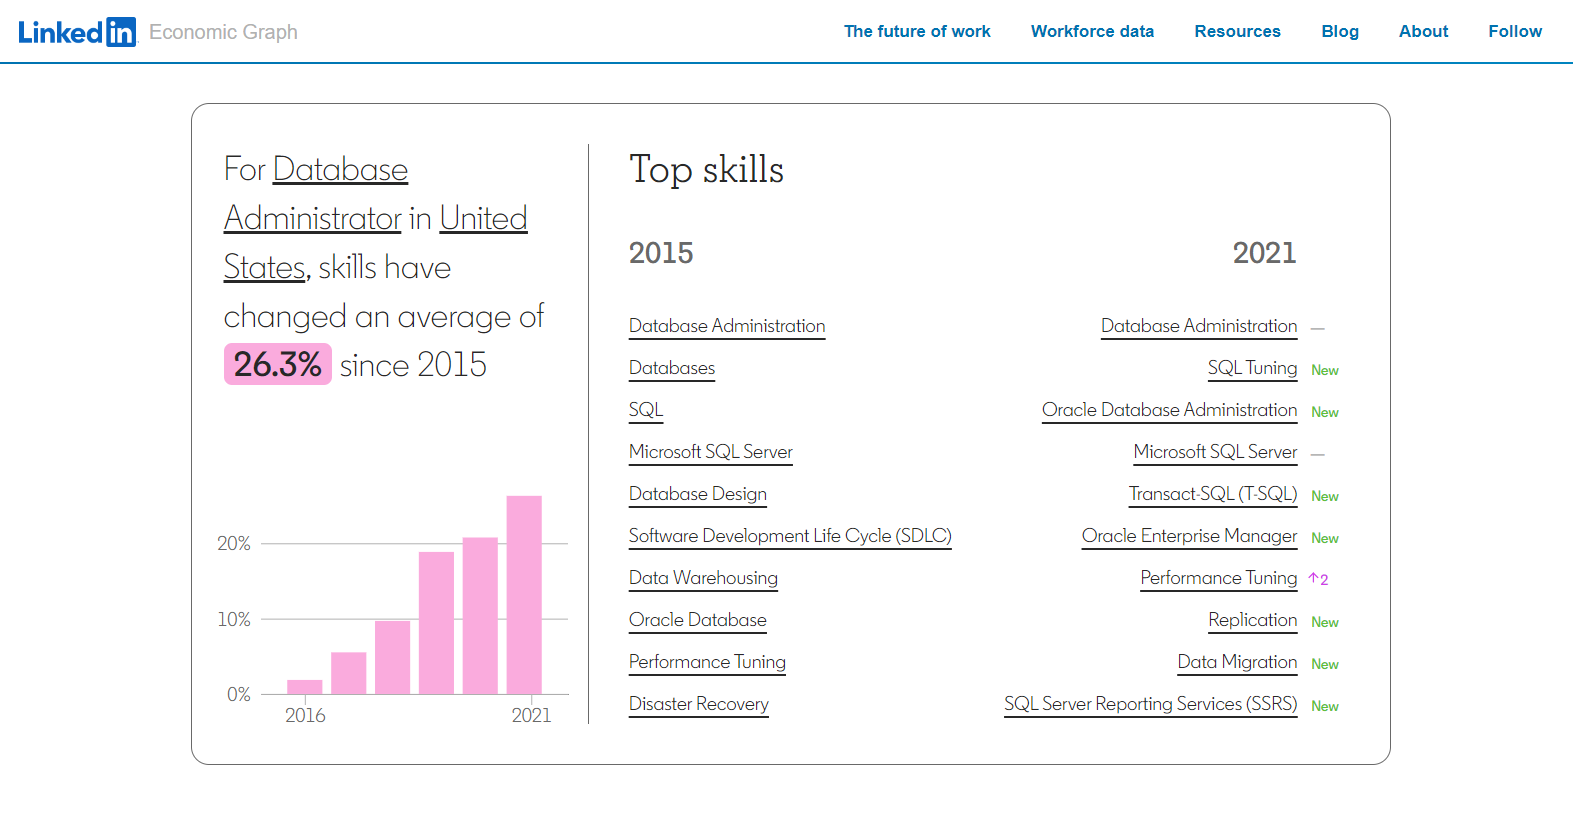 LinkedIn Economic Graph
The future of work
Workforce data
Resources
Blog
About
Follow
For Database
Administrator in United
States, skills have
changed an average of
26.3% since 2015
20%
10%
0%
2016
2021
Top skills
2015
2021
Database Administration
Database Administration —
Databases
SQL Tuning New
SQL
Oracle Database Administration New
Microsoft SQL Server
Microsoft SQL Server —
Database Design
Transact-SQL (T-SQL) New
Software Development Life Cycle (SDLC)
Oracle Enterprise Manager New
Data Warehousing
Performance Tuning ↑2
Oracle Database
Replication New
Performance Tuning
Data Migration New
Disaster Recovery
SQL Server Reporting Services (SSRS) New